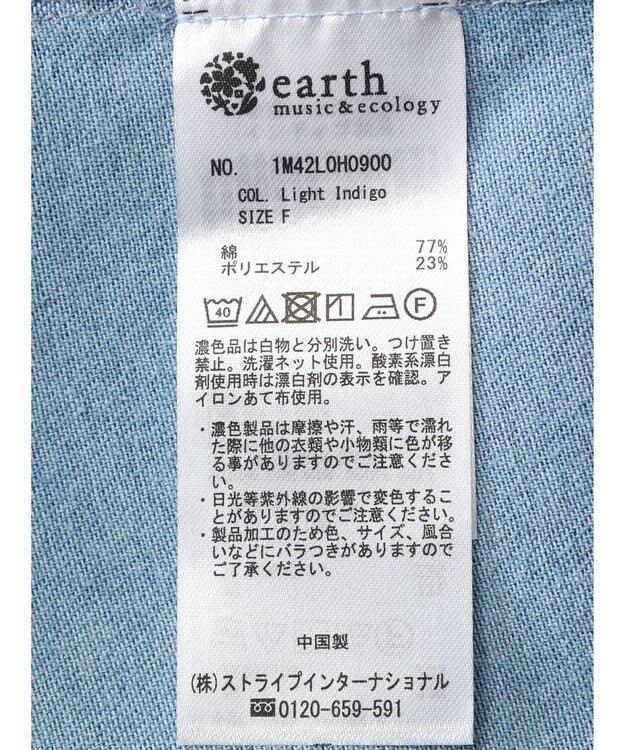 earth
music&ecology
NO. 1M42L0H0900
COL. Light Indigo
SIZE F
綿 77%
ポリエステル 23%
40 F
濃色品は白物と分別洗い。つけ置き
禁止。洗濯ネット使用。酸素系漂白
剤使用時は漂白剤の表示を確認。ア
イロンあて布使用。
・濃色製品は摩擦や汗、雨等で濡れ
た際に他の衣類や小物類に色が移
る事がありますのでご注意くださ
い。
・日光等紫外線の影響で変色するこ
とがありますのでご注意ください。
・製品加工のため色、サイズ、風合
いなどにバラつきがありますので
ご了承ください。
中国製
(株)ストライプインターナショナル
0120-659-591